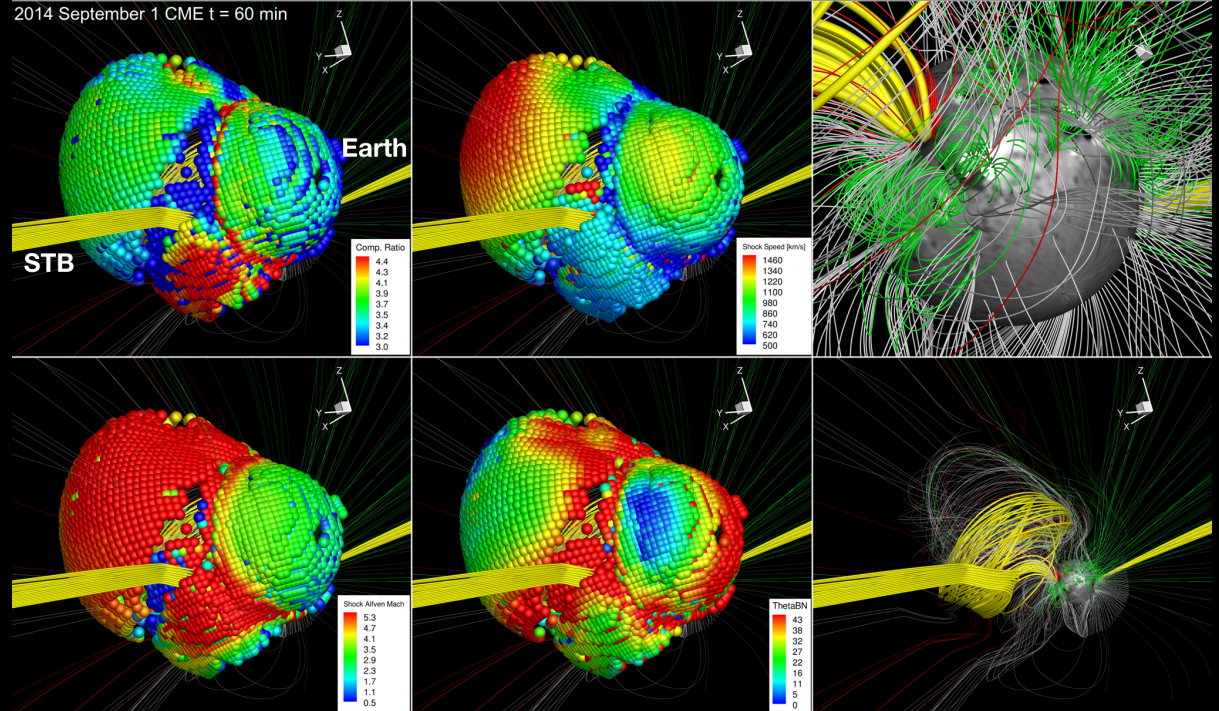 2014 September 1 CME t = 60 min
Z
Y
X
Earth
STB
Comp. Ratio
4.4
4.3
4.1
3.9
3.7
3.5
3.4
3.2
3.0
Z
Y
X
Shock Speed [km/s]
1460
1340
1220
1100
980
860
740
620
500
Z
Y
X
Z
Y
X
Shock Alfven Mach
5.3
4.7
4.1
3.5
2.9
2.3
1.7
1.1
0.5
Z
Y
X
ThetaBN
43
38
32
27
22
16
11
5
0
Z
Y
X